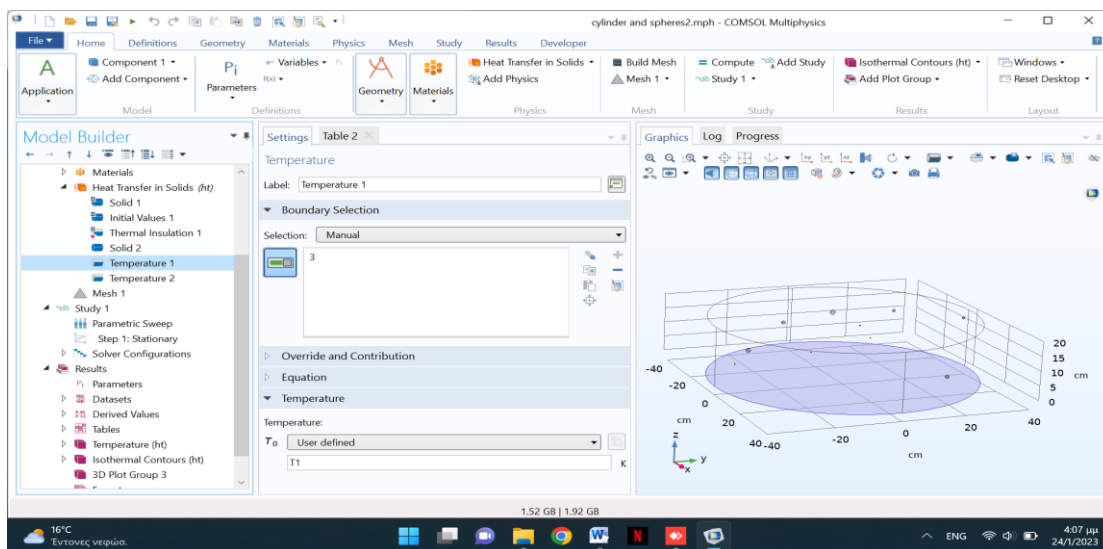 cylinder and spheres2.mph - COMSOL Multiphysics
File Home Definitions Geometry Materials Physics Mesh Study Results Developer
Application
Component 1
Add Component
Model
Pi
Parameters
a= Variables
f(x)
Definitions
Geometry
Materials
Heat Transfer in Solids
Add Physics
Physics
Build Mesh
Mesh 1
Mesh
= Compute Add Study
Study 1
Study
Isothermal Contours (ht)
Add Plot Group
Results
Windows
Reset Desktop
Layout
Model Builder
Materials
Heat Transfer in Solids (ht)
Solid 1
Initial Values 1
Thermal Insulation 1
Solid 2
Temperature 1
Temperature 2
Mesh 1
Study 1
Parametric Sweep
Step 1: Stationary
Solver Configurations
Results
Parameters
Datasets
Derived Values
Tables
Temperature (ht)
Isothermal Contours (ht)
3D Plot Group 3
Settings Table 2
Temperature
Label: Temperature 1
Boundary Selection
Selection: Manual
3
Override and Contribution
Equation
Temperature
Temperature:
T0 User defined
T1 K
Graphics Log Progress
20
15
10 cm
5
0
-40
-20
0
cm 20
40
-40
-20
0
20
40
cm
z
y
x
1.52 GB | 1.92 GB
16°C
Έντονες νεφώσ.
ENG
4:07 μμ
24/1/2023